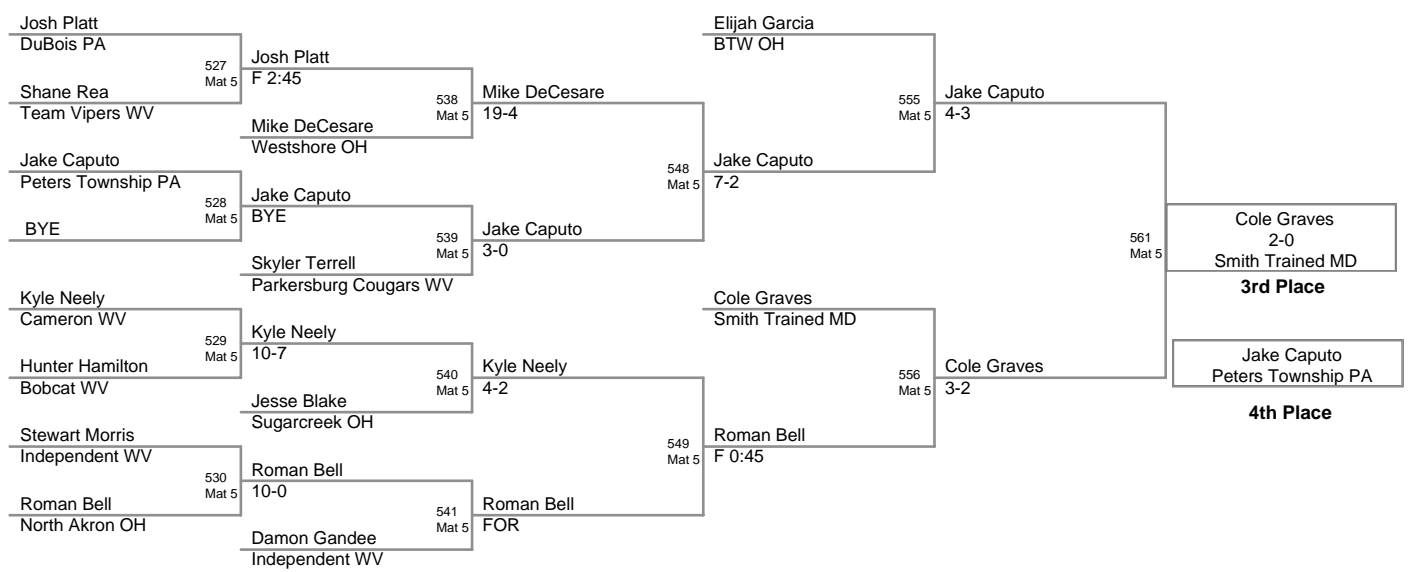 Josh Platt
DuBois PA
527
Mat 5
Shane Rea
Team Vipers WV
Jake Caputo
Peters Township PA
528
Mat 5
BYE
Kyle Neely
Cameron WV
529
Mat 5
Hunter Hamilton
Bobcat WV
Stewart Morris
Independent WV
530
Mat 5
Roman Bell
North Akron OH
Josh Platt
F 2:45
538
Mat 5
Mike DeCesare
Westshore OH
Jake Caputo
BYE
539
Mat 5
Skyler Terrell
Parkersburg Cougars WV
Kyle Neely
10-7
540
Mat 5
Jesse Blake
Sugarcreek OH
Roman Bell
10-0
541
Mat 5
Damon Gandee
Independent WV
Mike DeCesare
19-4
548
Mat 5
Jake Caputo
3-0
Kyle Neely
4-2
549
Mat 5
Roman Bell
FOR
Elijah Garcia
BTW OH
555
Mat 5
Jake Caputo
7-2
Cole Graves
Smith Trained MD
556
Mat 5
Roman Bell
F 0:45
Jake Caputo
4-3
561
Mat 5
Cole Graves
3-2
Cole Graves
2-0
Smith Trained MD
3rd Place
Jake Caputo
Peters Township PA
4th Place